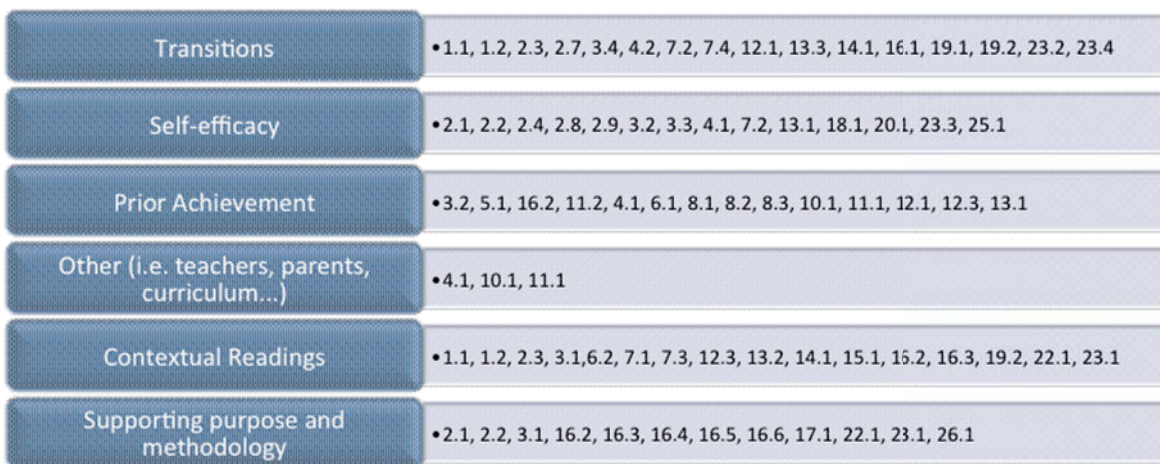 Transitions
•1.1, 1.2, 2.3, 2.7, 3.4, 4.2, 7.2, 7.4, 12.1, 13.3, 14.1, 16.1, 19.1, 19.2, 23.2, 23.4
Self-efficacy
•2.1, 2.2, 2.4, 2.8, 2.9, 3.2, 3.3, 4.1, 7.2, 13.1, 18.1, 20.1, 23.3, 25.1
Prior Achievement
•3.2, 5.1, 16.2, 11.2, 4.1, 6.1, 8.1, 8.2, 8.3, 10.1, 11.1, 12.1, 12.3, 13.1
Other (i.e. teachers, parents,
curriculum...)
•4.1, 10.1, 11.1
Contextual Readings
•1.1, 1.2, 2.3, 3.1,6.2, 7.1, 7.3, 12.3, 13.2, 14.1, 15.1, 16.2, 16.3, 19.2, 22.1, 23.1
Supporting purpose and
methodology
•2.1, 2.2, 3.1, 16.2, 16.3, 16.4, 16.5, 16.6, 17.1, 22.1, 23.1, 26.1